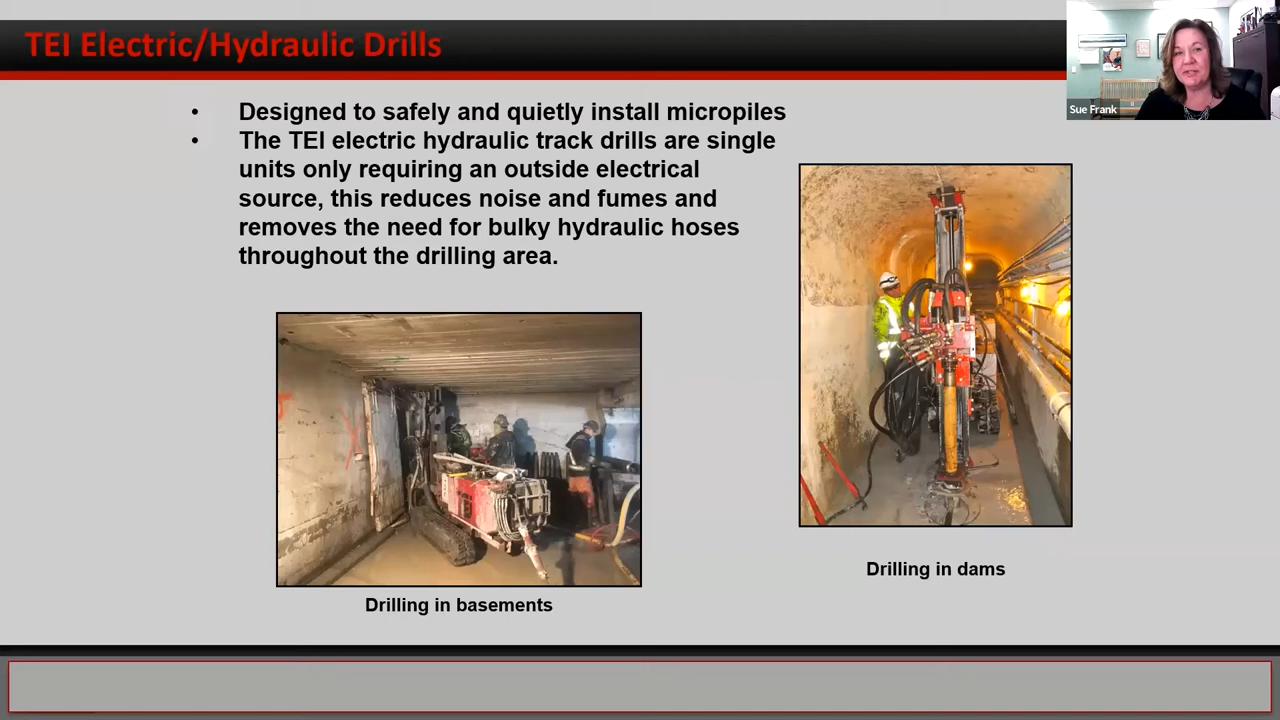 TEI Electric/Hydraulic Drills
Sue Frank
• Designed to safely and quietly install micropiles
• The TEI electric hydraulic track drills are single
units only requiring an outside electrical
source, this reduces noise and fumes and
removes the need for bulky hydraulic hoses
throughout the drilling area.
Drilling in dams
Drilling in basements